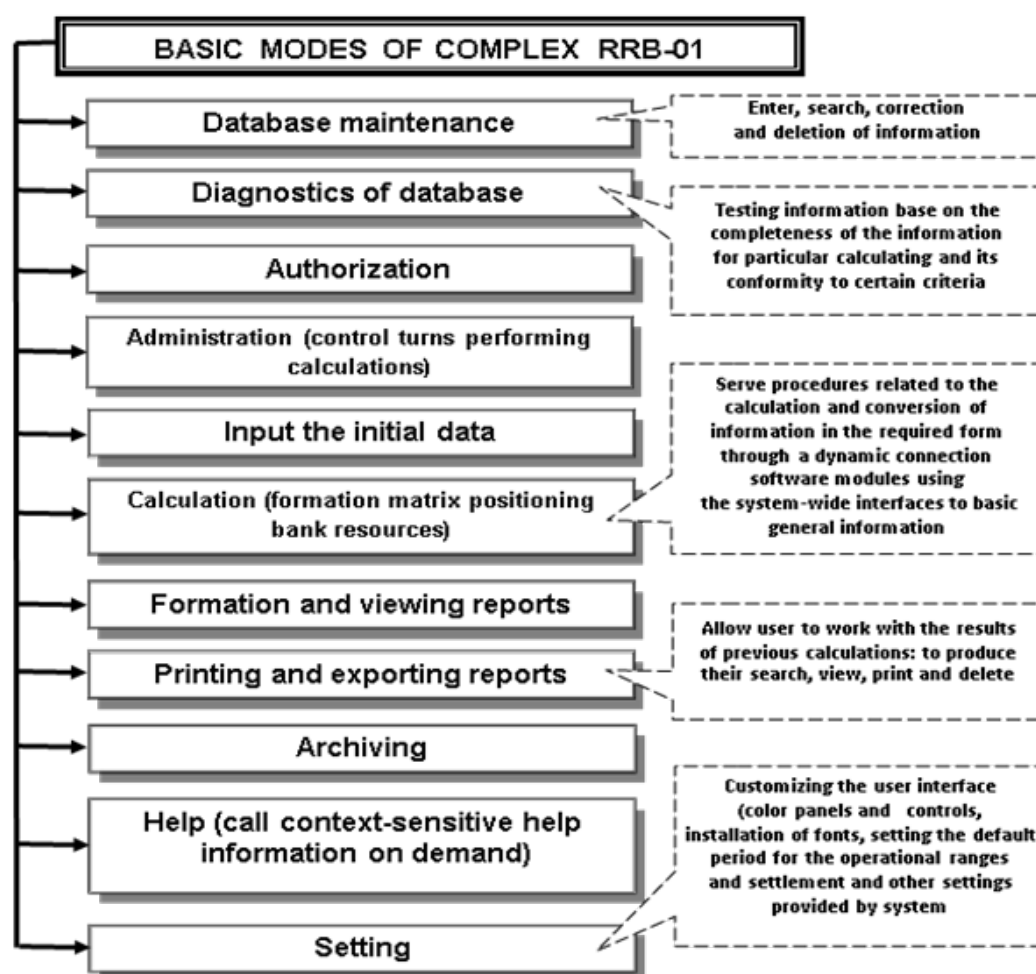 BASIC MODES OF COMPLEX RRB-01
Database maintenance
Enter, search, correction
and deletion of information
Diagnostics of database
Testing information base on the
completeness of the information
for particular calculating and its
conformity to certain criteria
Authorization
Administration (control turns performing
calculations)
Input the initial data
Calculation (formation matrix positioning
bank resources)
Serve procedures related to the
calculation and conversion of
information in the required form
through a dynamic connection
software modules using
the system-wide interfaces to basic
general information
Formation and viewing reports
Printing and exporting reports
Allow user to work with the results
of previous calculations: to produce
their search, view, print and delete
Archiving
Help (call context-sensitive help
information on demand)
Setting
Customizing the user interface
(color panels and controls,
installation of fonts, setting the default
period for the operational ranges
and settlement and other settings
provided by system